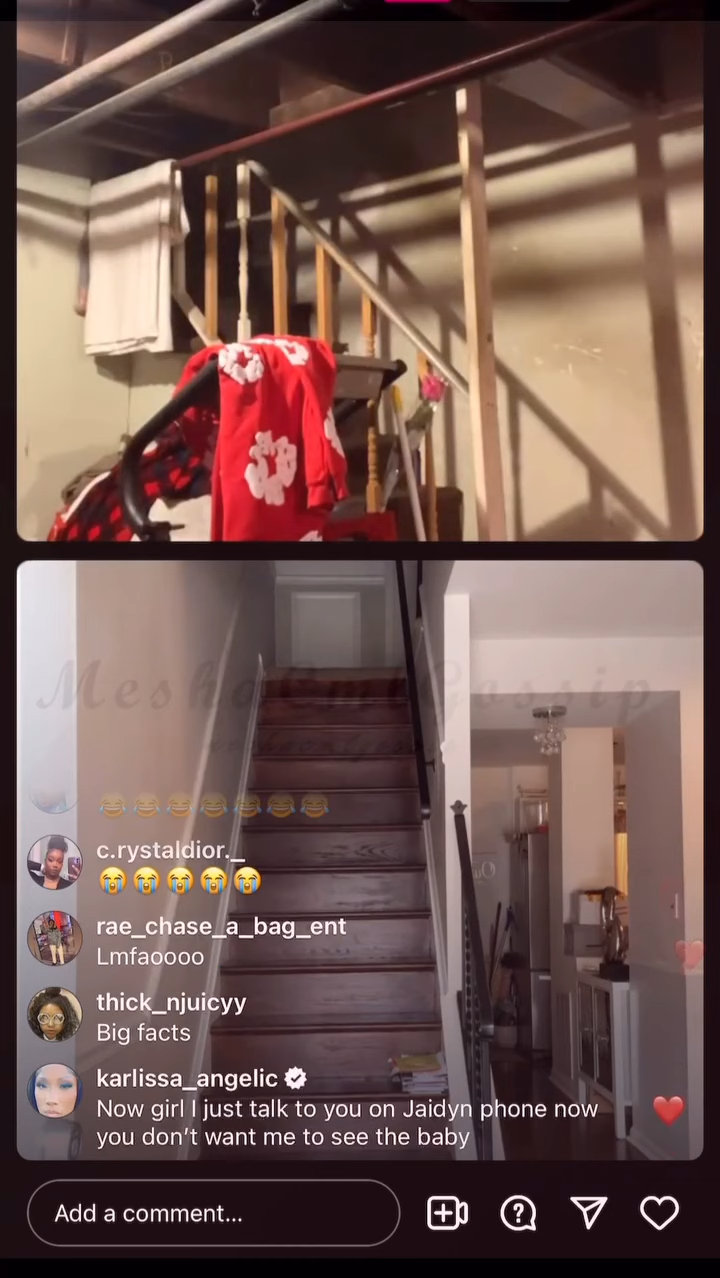 MeshaEmtGossip
😂😂😂😂😂😂😂
c.rystaldior._
😭😭😭😭😭
rae_chase_a_bag_ent
Lmfaoooo
thick_njuicyy
Big facts
karlissa_angelic
Now girl I just talk to you on Jaidyn phone now
you don’t want me to see the baby
Add a comment...